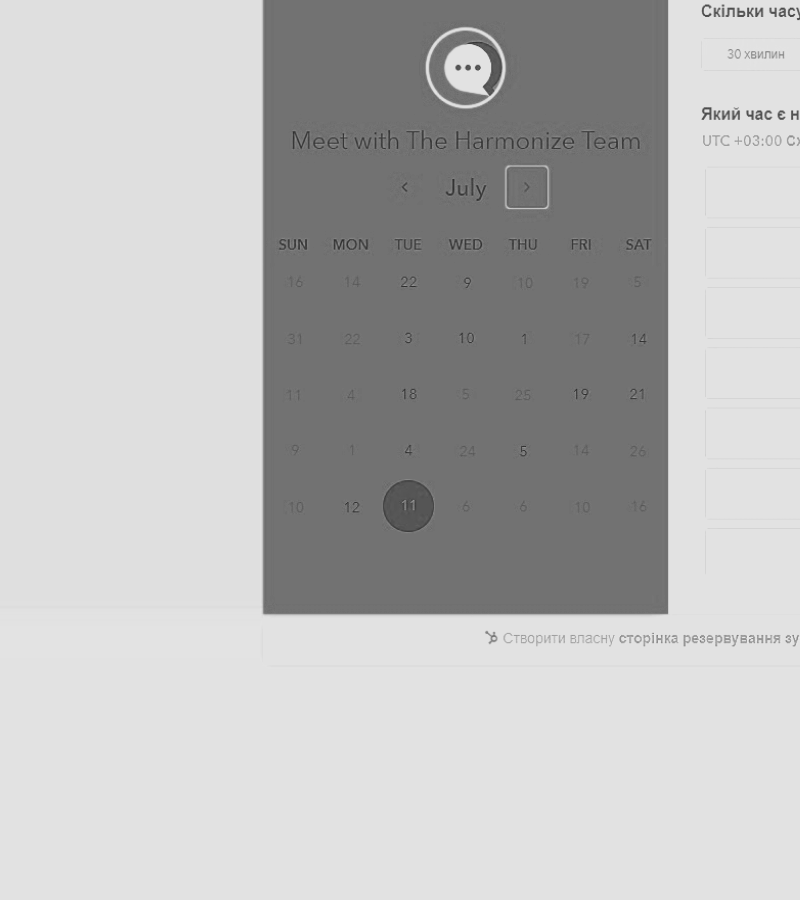 Скільки часу
30 хвилин
Який час є н
UTC +03:00 Сх
Meet with The Harmonize Team
July
SUN MON TUE WED THU FRI SAT
16 14 22 9 10 19 5
31 22 3 10 1 17 14
11 4 18 5 25 19 21
9 1 4 24 5 14 26
10 12 11 6 6 10 16
Створити власну сторінка резервування зу